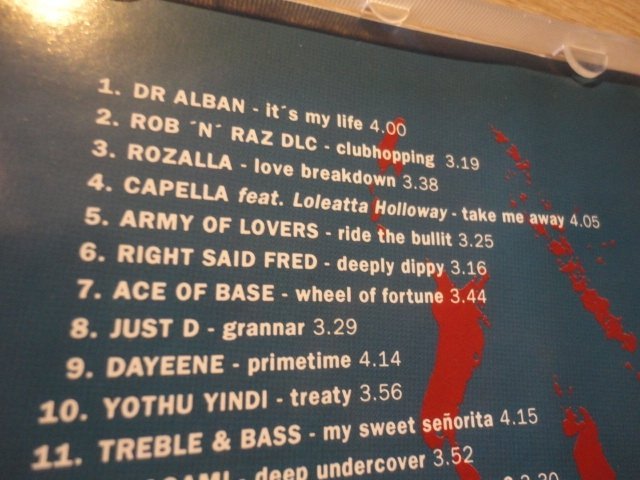 1. DR ALBAN - it´s my life 4.00
2. ROB ´N´ RAZ DLC - clubhopping 3.19
3. ROZALLA - love breakdown 3.38
4. CAPELLA feat. Loleatta Holloway - take me away 4.05
5. ARMY OF LOVERS - ride the bullit 3.25
6. RIGHT SAID FRED - deeply dippy 3.16
7. ACE OF BASE - wheel of fortune 3.44
8. JUST D - grannar 3.29
9. DAYEENE - primetime 4.14
10. YOTHU YINDI - treaty 3.56
11. TREBLE & BASS - my sweet señorita 4.15
- deep undercover 3.52